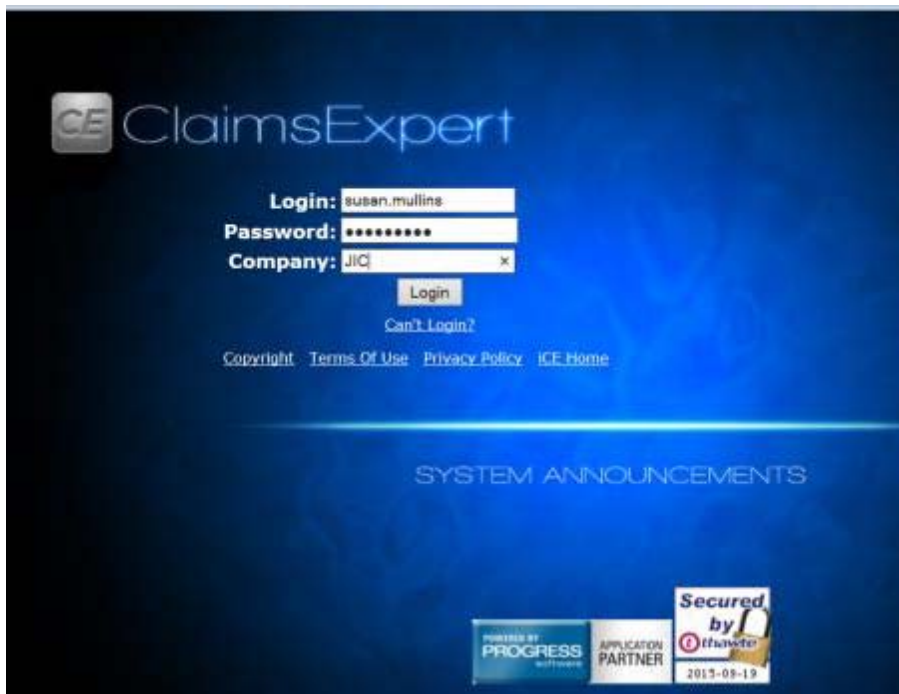 CE ClaimsExpert
Login: susan.mullins
Password: •••••••••
Company: JIC ×
Login
Can't Login?
Copyright Terms Of Use Privacy Policy iCE Home
SYSTEM ANNOUNCEMENTS
POWERED BY
PROGRESS
software
APPLICATION
PARTNER
Secured
by
thawte
2015-09-19